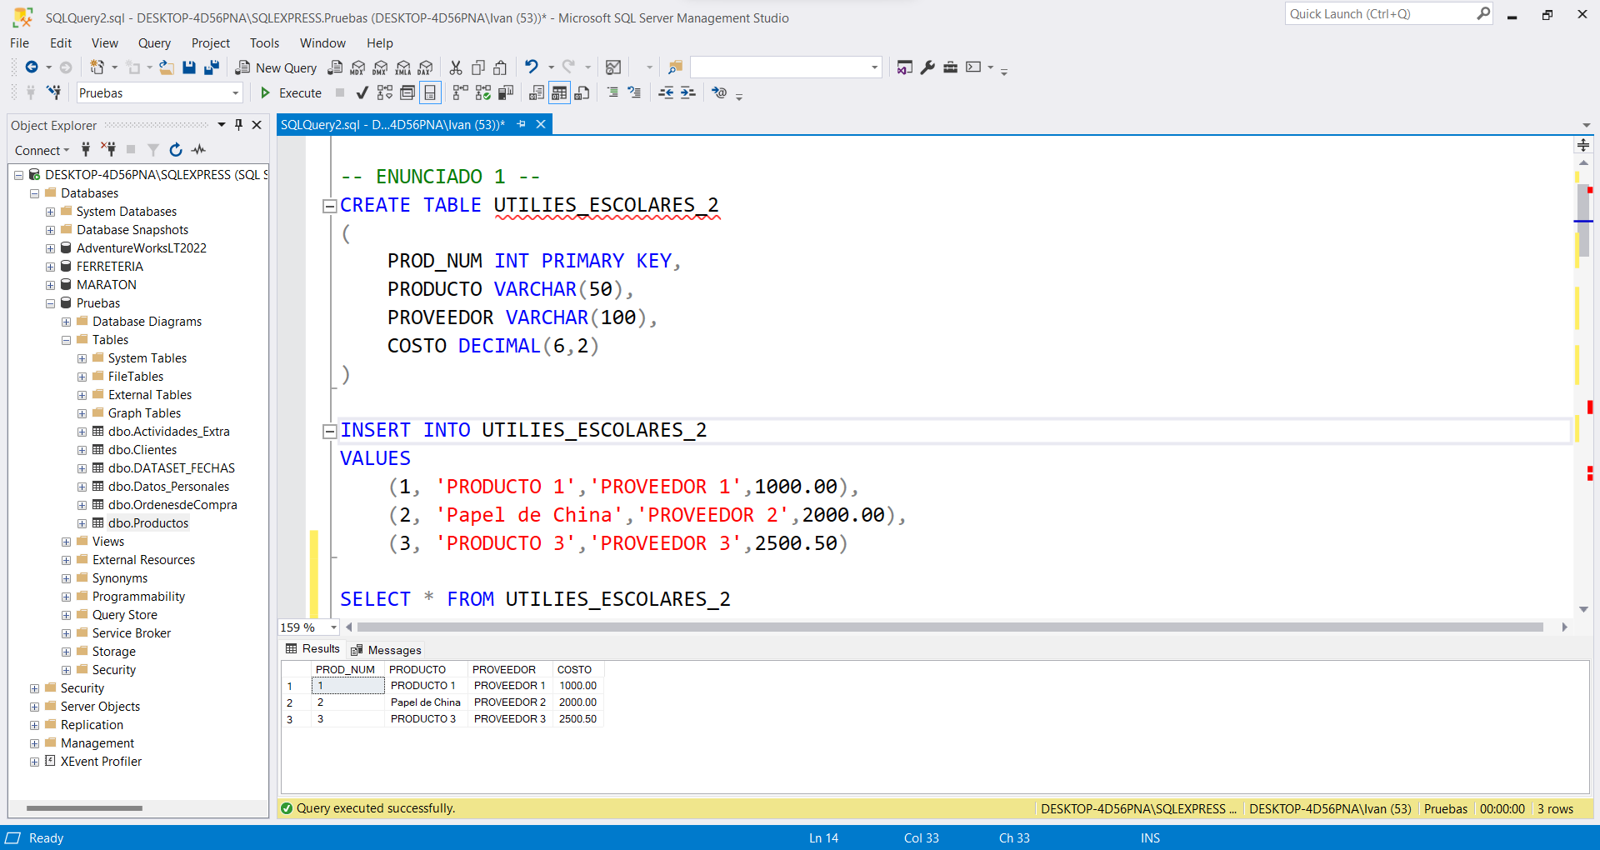 SQLQuery2.sql - DESKTOP-4D56PNA\SQLEXPRESS.Pruebas (DESKTOP-4D56PNA\Ivan (53))* - Microsoft SQL Server Management Studio
Quick Launch (Ctrl+Q)
File Edit View Query Project Tools Window Help
New Query MDX DMX XMLA DAX
Pruebas Execute
Object Explorer
SQLQuery2.sql - D...4D56PNA\Ivan (53))*
Connect
DESKTOP-4D56PNA\SQLEXPRESS (SQL S
Databases
System Databases
Database Snapshots
AdventureWorksLT2022
FERRETERIA
MARATON
Pruebas
Database Diagrams
Tables
System Tables
FileTables
External Tables
Graph Tables
dbo.Actividades_Extra
dbo.Clientes
dbo.DATASET_FECHAS
dbo.Datos_Personales
dbo.OrdenesdeCompra
dbo.Productos
Views
External Resources
Synonyms
Programmability
Query Store
Service Broker
Storage
Security
Security
Server Objects
Replication
Management
XEvent Profiler
-- ENUNCIADO 1 --
CREATE TABLE UTILIES_ESCOLARES_2
(
PROD_NUM INT PRIMARY KEY,
PRODUCTO VARCHAR(50),
PROVEEDOR VARCHAR(100),
COSTO DECIMAL(6,2)
)
INSERT INTO UTILIES_ESCOLARES_2
VALUES
(1, 'PRODUCTO 1','PROVEEDOR 1',1000.00),
(2, 'Papel de China','PROVEEDOR 2',2000.00),
(3, 'PRODUCTO 3','PROVEEDOR 3',2500.50)
SELECT * FROM UTILIES_ESCOLARES_2
159 %
Results Messages
PROD_NUM PRODUCTO PROVEEDOR COSTO
1 1 PRODUCTO 1 PROVEEDOR 1 1000.00
2 2 Papel de China PROVEEDOR 2 2000.00
3 3 PRODUCTO 3 PROVEEDOR 3 2500.50
Query executed successfully. DESKTOP-4D56PNA\SQLEXPRESS ... DESKTOP-4D56PNA\Ivan (53) Pruebas 00:00:00 3 rows
Ready Ln 14 Col 33 Ch 33 INS